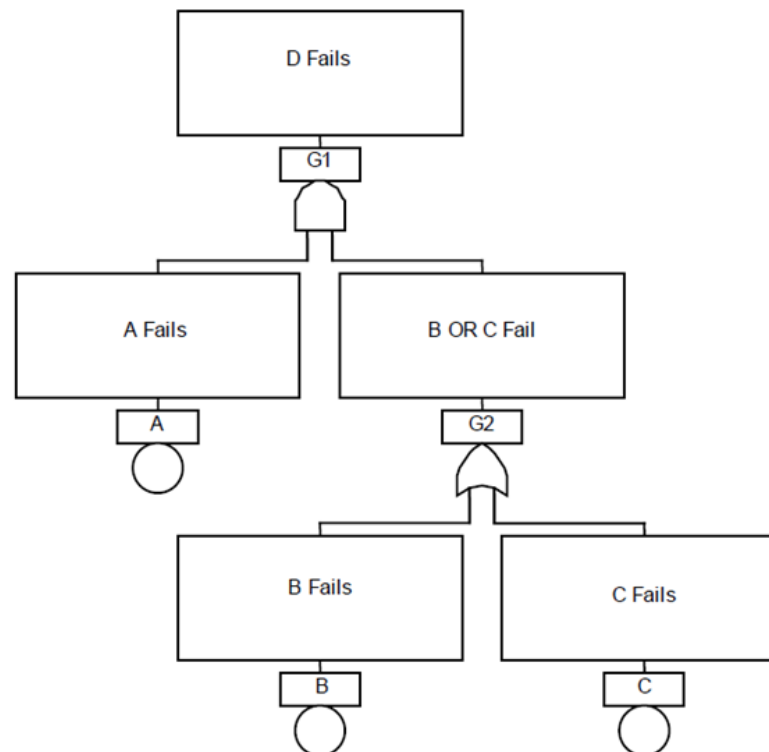 D Fails
G1
A Fails
B OR C Fail
A
G2
B Fails
C Fails
B
C